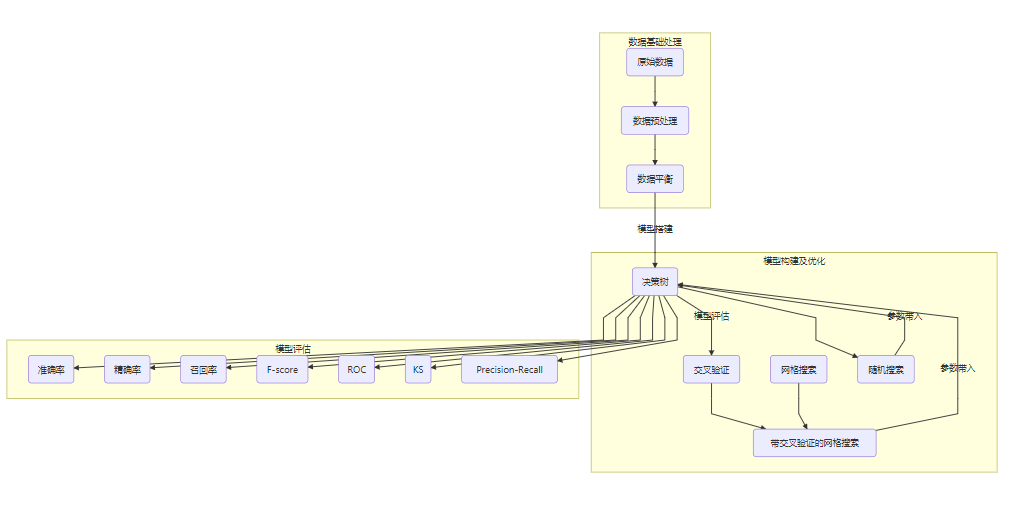 数据基础处理
原始数据
数据预处理
数据平衡
模型搭建
模型构建及优化
决策树
模型评估
参数带入
模型评估
准确率
精确率
召回率
F-score
ROC
KS
Precision-Recall
交叉验证
网格搜索
随机搜索
参数带入
带交叉验证的网格搜索